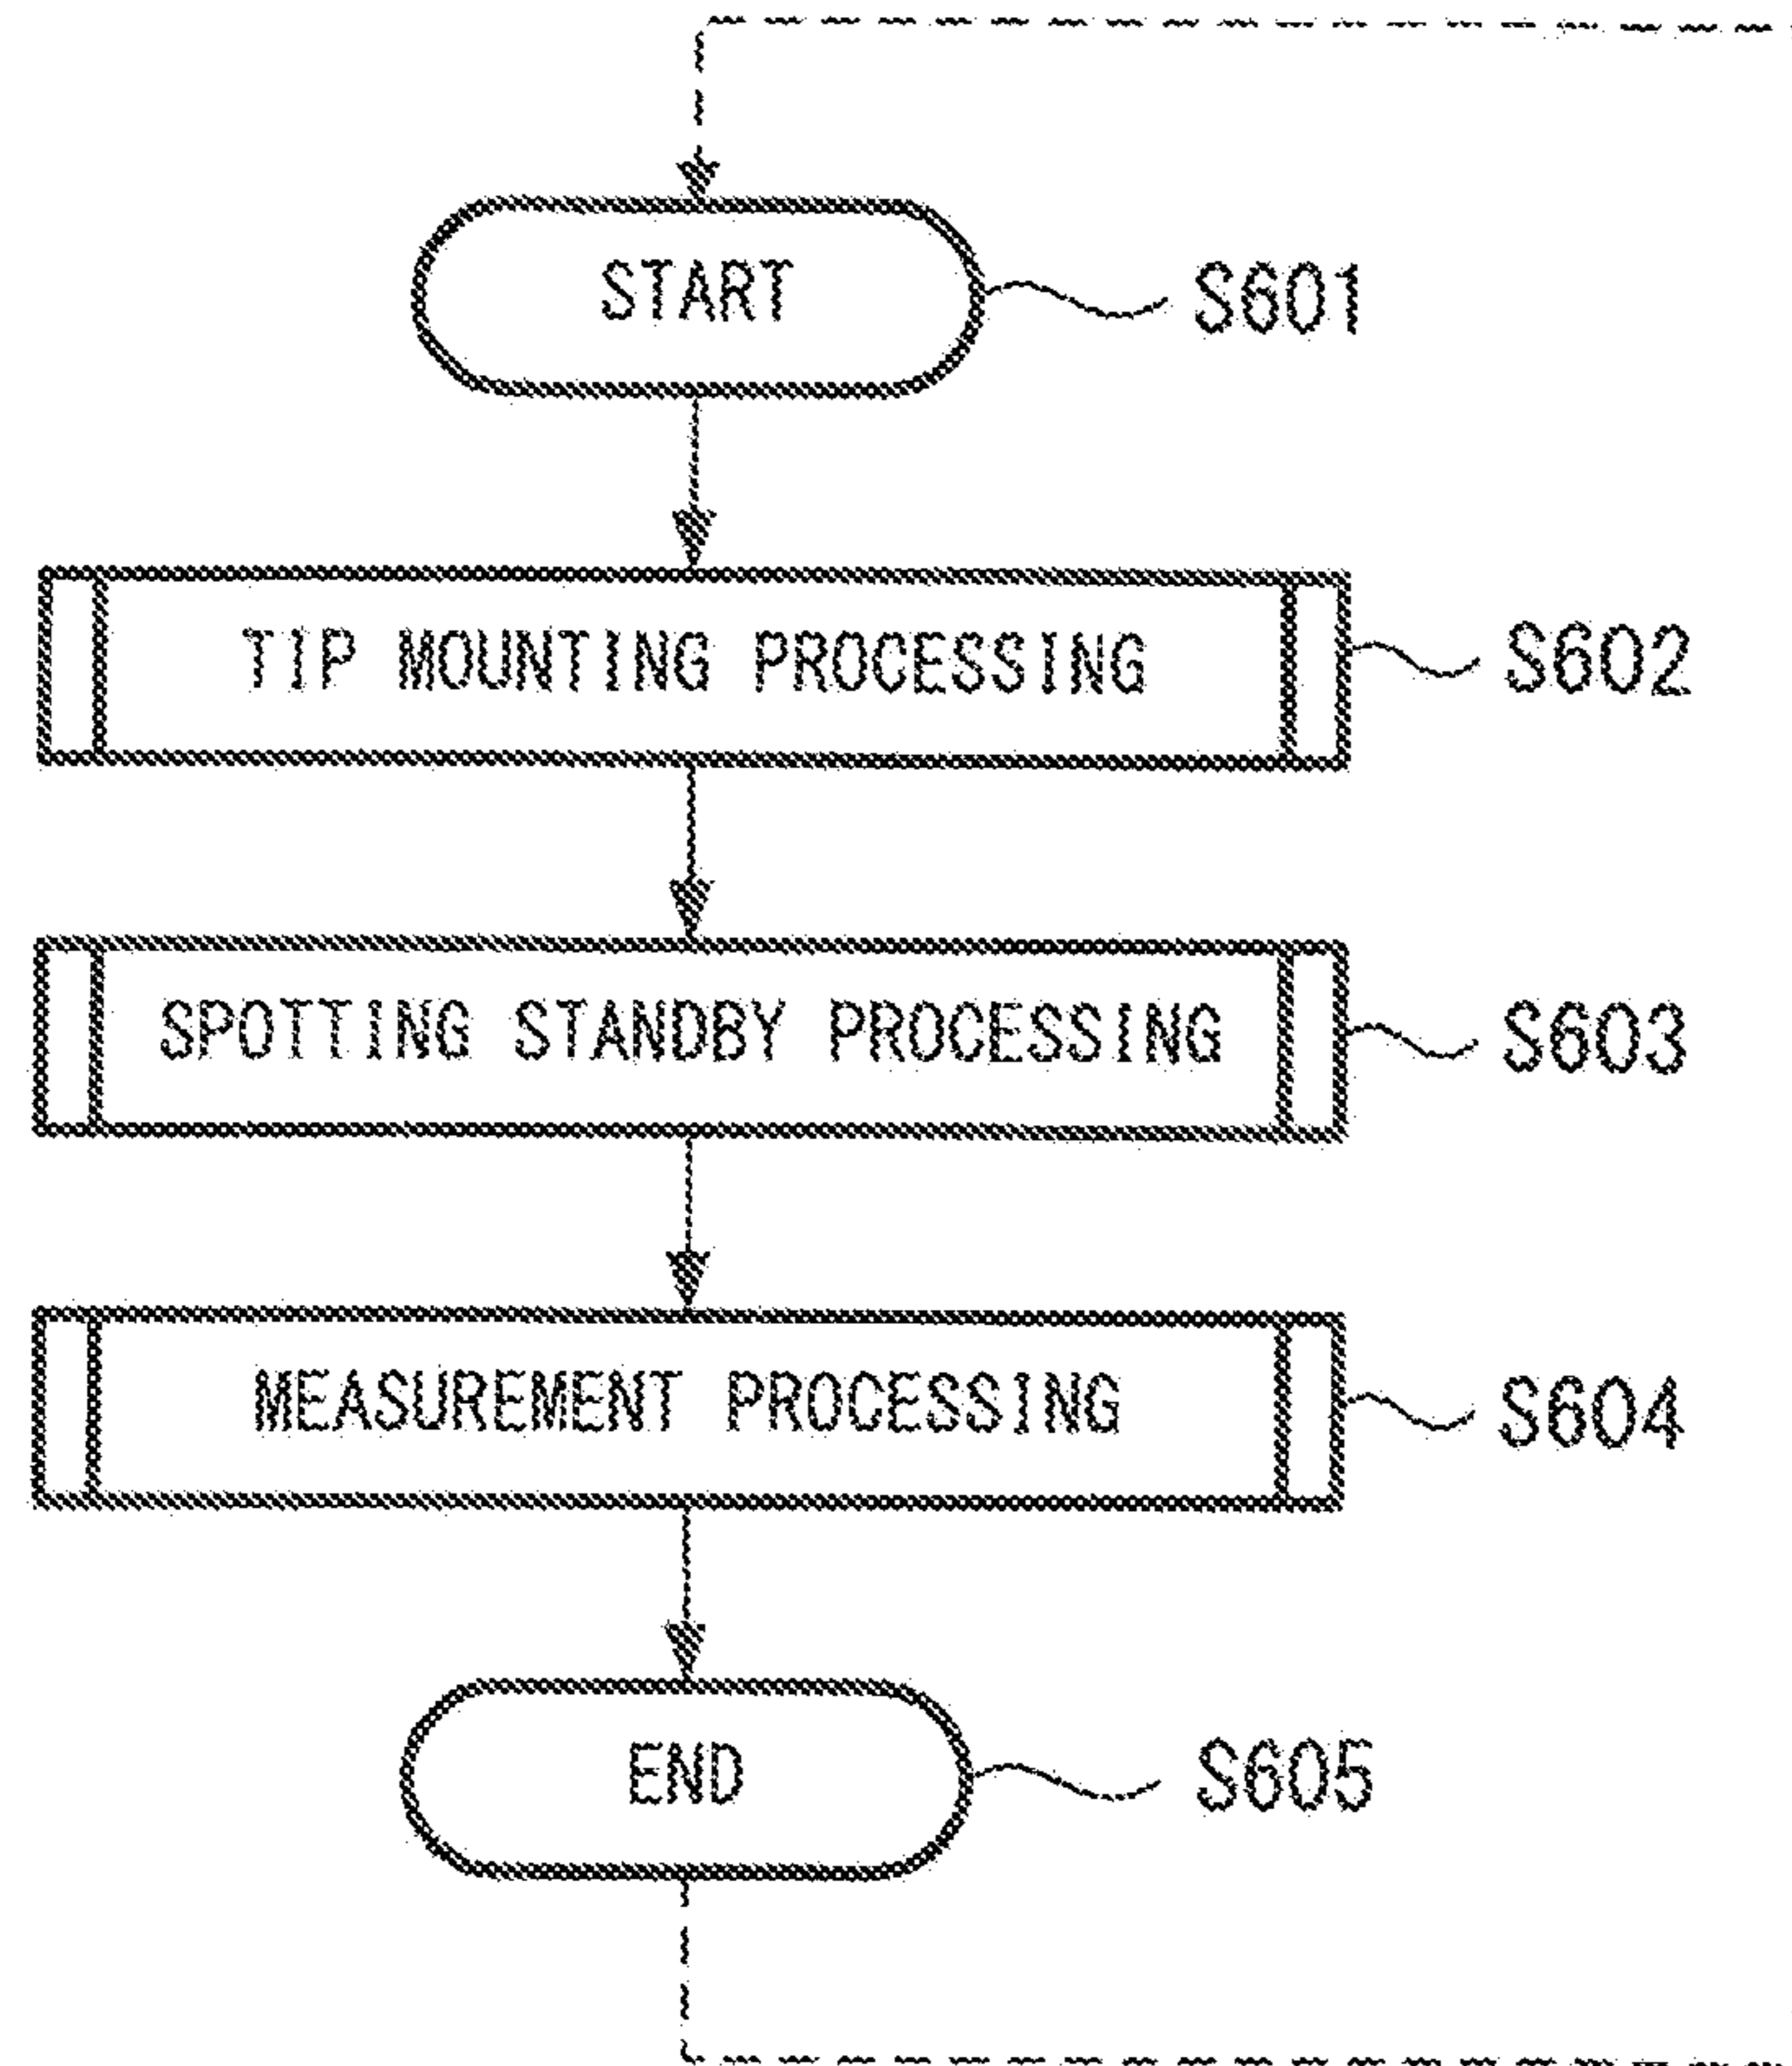 START
S601
TIP MOUNTING PROCESSING
S602
SPOTTING STANDBY PROCESSING
S603
MEASUREMENT PROCESSING
S604
END
S605